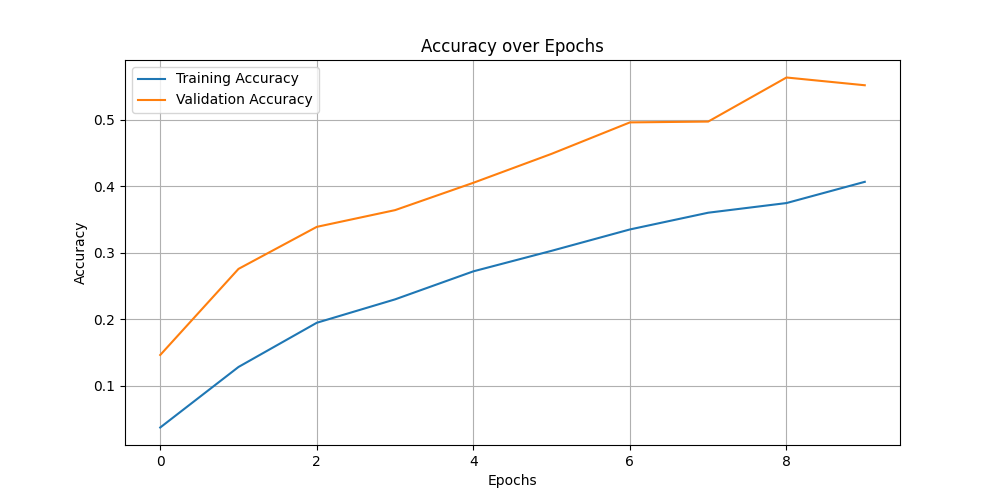 Accuracy over Epochs
Training Accuracy
Validation Accuracy
0.5
0.4
0.3
0.2
0.1
Accuracy
0 2 4 6 8
Epochs